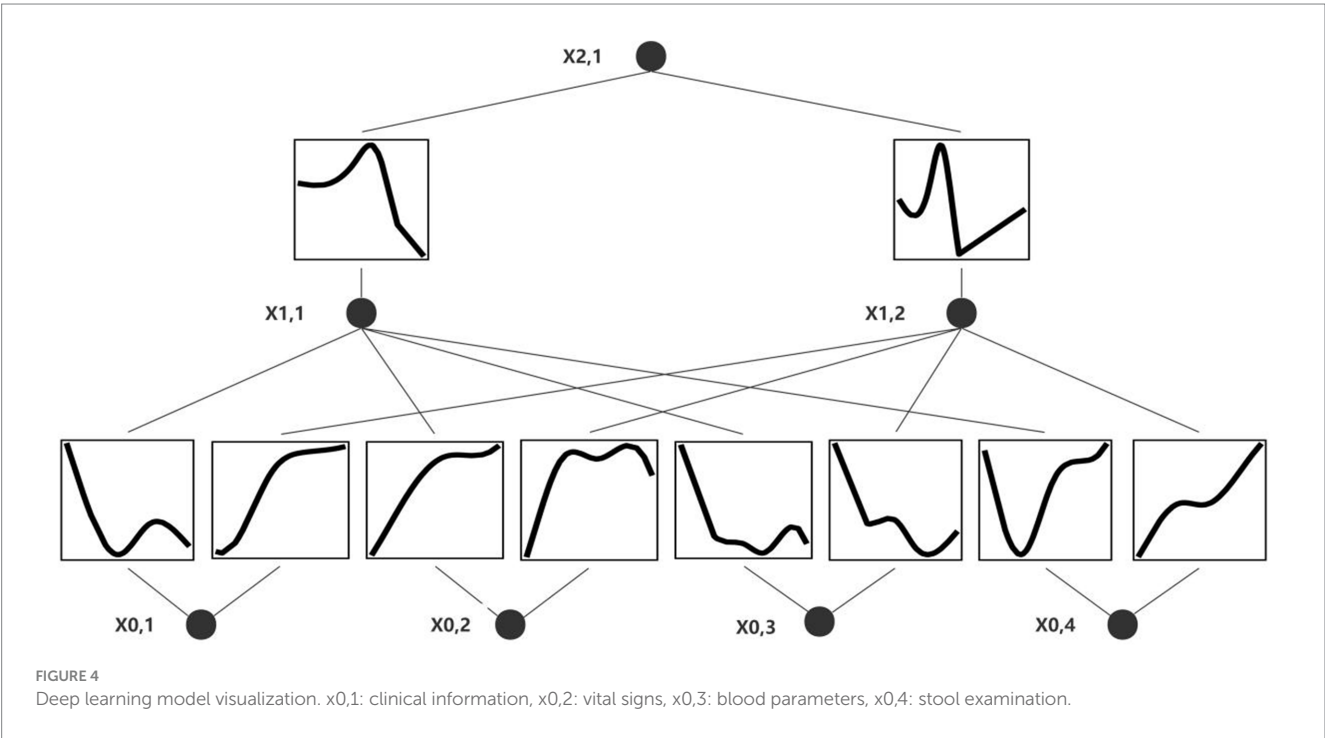 X2,1
X1,1
X1,2
X0,1
X0,2
X0,3
X0,4
FIGURE 4
Deep learning model visualization. x0,1: clinical information, x0,2: vital signs, x0,3: blood parameters, x0,4: stool examination.